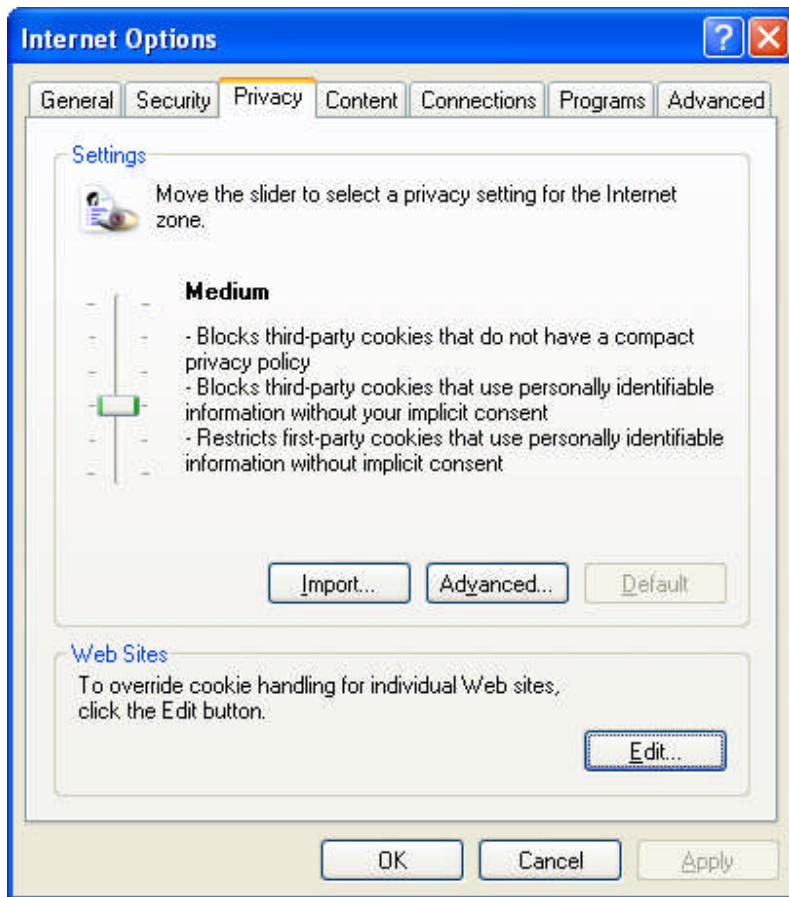 Internet Options
General Security Privacy Content Connections Programs Advanced
Settings
Move the slider to select a privacy setting for the Internet
zone.
Medium
- Blocks third-party cookies that do not have a compact
privacy policy
- Blocks third-party cookies that use personally identifiable
information without your implicit consent
- Restricts first-party cookies that use personally identifiable
information without implicit consent
Import... Advanced... Default
Web Sites
To override cookie handling for individual Web sites,
click the Edit button.
Edit...
OK Cancel Apply